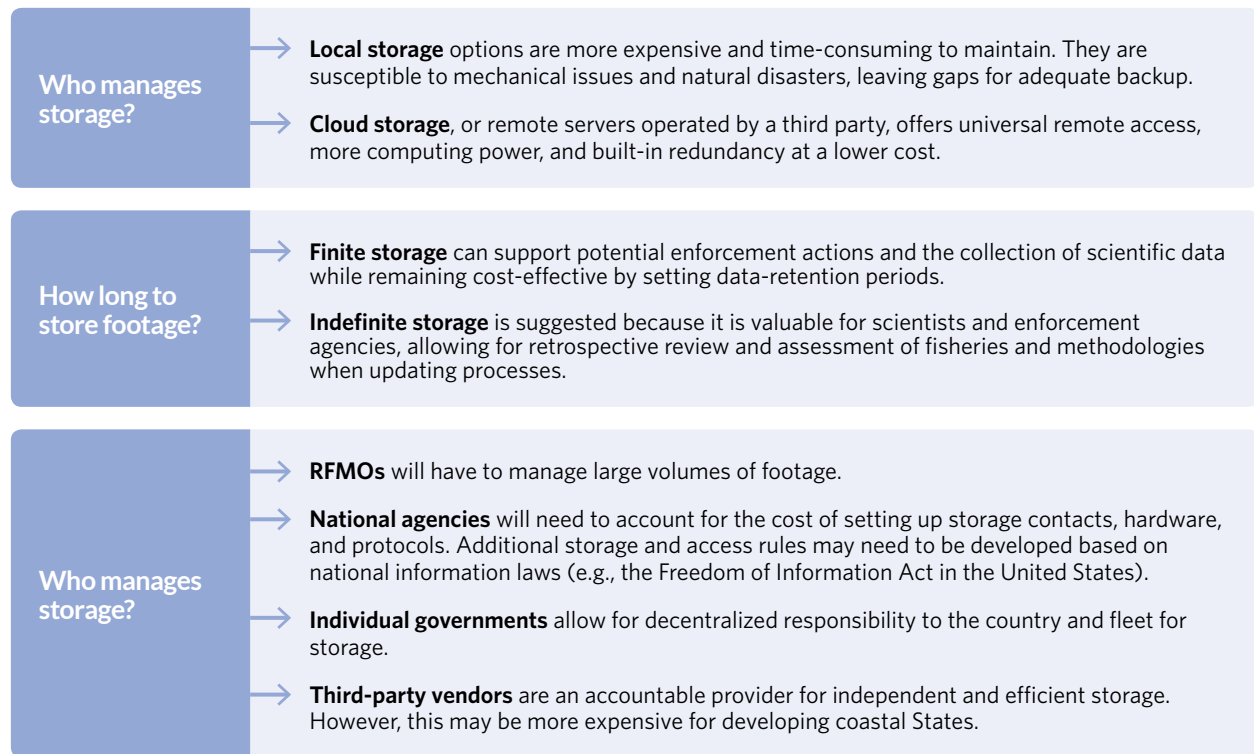 Who manages
storage?
Local storage options are more expensive and time-consuming to maintain. They are
susceptible to mechanical issues and natural disasters, leaving gaps for adequate backup.
Cloud storage, or remote servers operated by a third party, offers universal remote access,
more computing power, and built-in redundancy at a lower cost.
How long to
store footage?
Finite storage can support potential enforcement actions and the collection of scientific data
while remaining cost-effective by setting data-retention periods.
Indefinite storage is suggested because it is valuable for scientists and enforcement
agencies, allowing for retrospective review and assessment of fisheries and methodologies
when updating processes.
Who manages
storage?
RFMOs will have to manage large volumes of footage.
National agencies will need to account for the cost of setting up storage contacts, hardware,
and protocols. Additional storage and access rules may need to be developed based on
national information laws (e.g., the Freedom of Information Act in the United States).
Individual governments allow for decentralized responsibility to the country and fleet for
storage.
Third-party vendors are an accountable provider for independent and efficient storage.
However, this may be more expensive for developing coastal States.